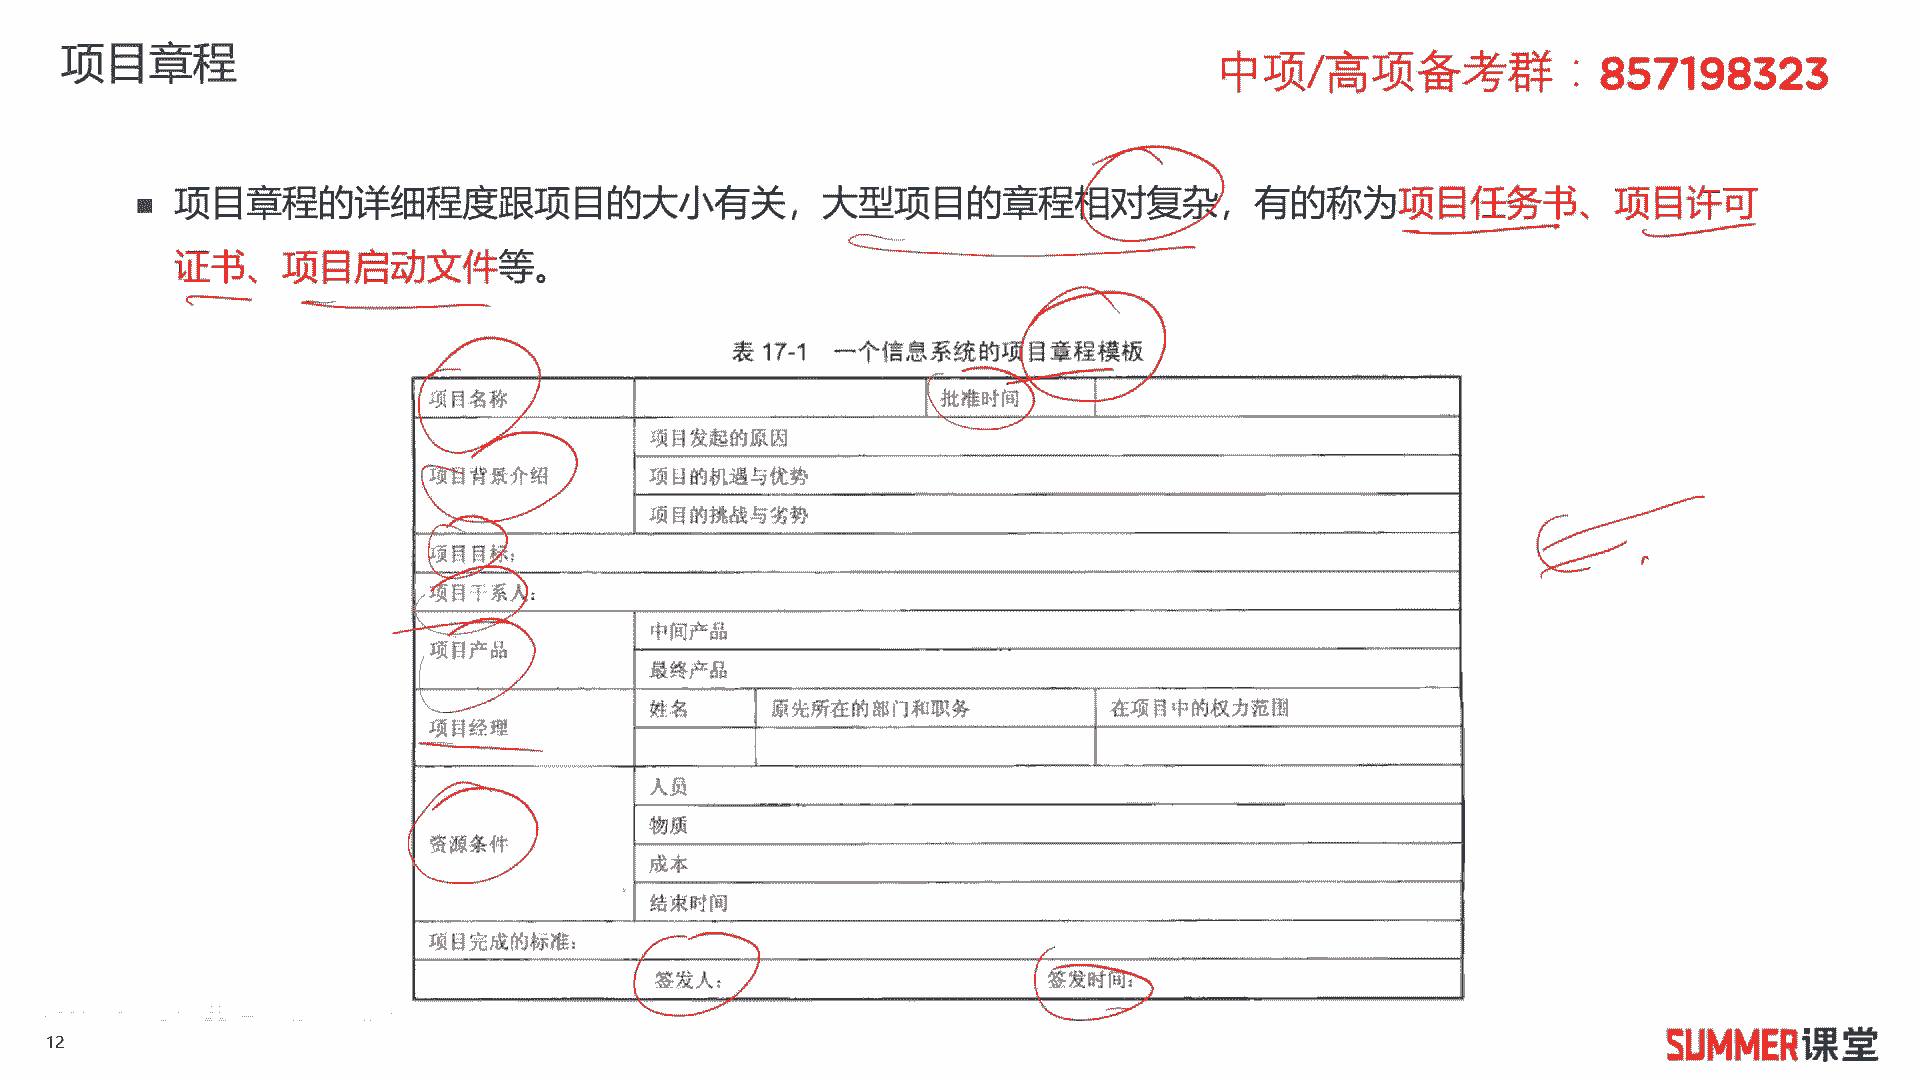 项目章程
中项/高项备考群：857198323
■ 项目章程的详细程度跟项目的大小有关，大型项目的章程相对复杂，有的称为项目任务书、项目许可
证书、项目启动文件等。
表 17-1 一个信息系统的项目章程模板
项目名称 批准时间
项目背景介绍
项目发起的原因
项目的机遇与优势
项目的挑战与劣势
项目目标：
项目干系人：
项目产品
中间产品
最终产品
项目经理
姓名 原先所在的部门和职务 在项目中的权力范围
资源条件
人员
物质
成本
结束时间
项目完成的标准：
签发人： 签发时间：
12
SUMMER课堂